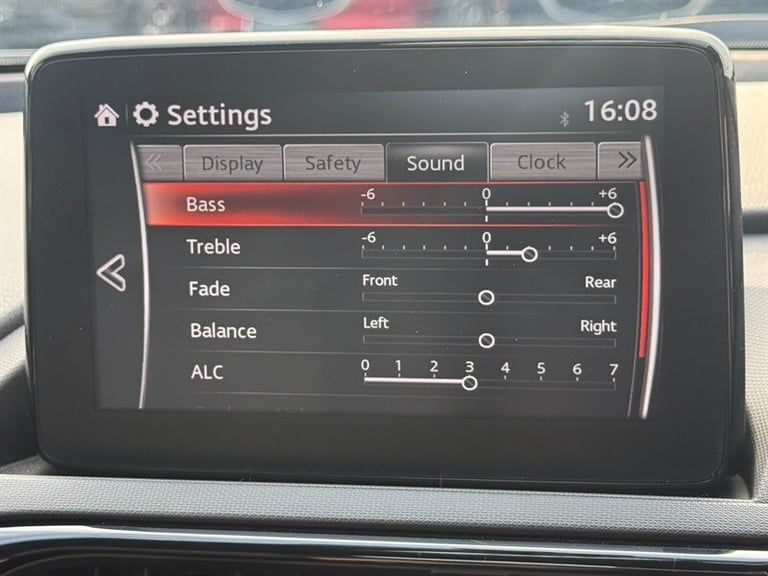 Settings 16:08
Display Safety Sound Clock
Bass -6 0 +6
Treble -6 0 +6
Fade Front Rear
Balance Left Right
ALC 0 1 2 3 4 5 6 7